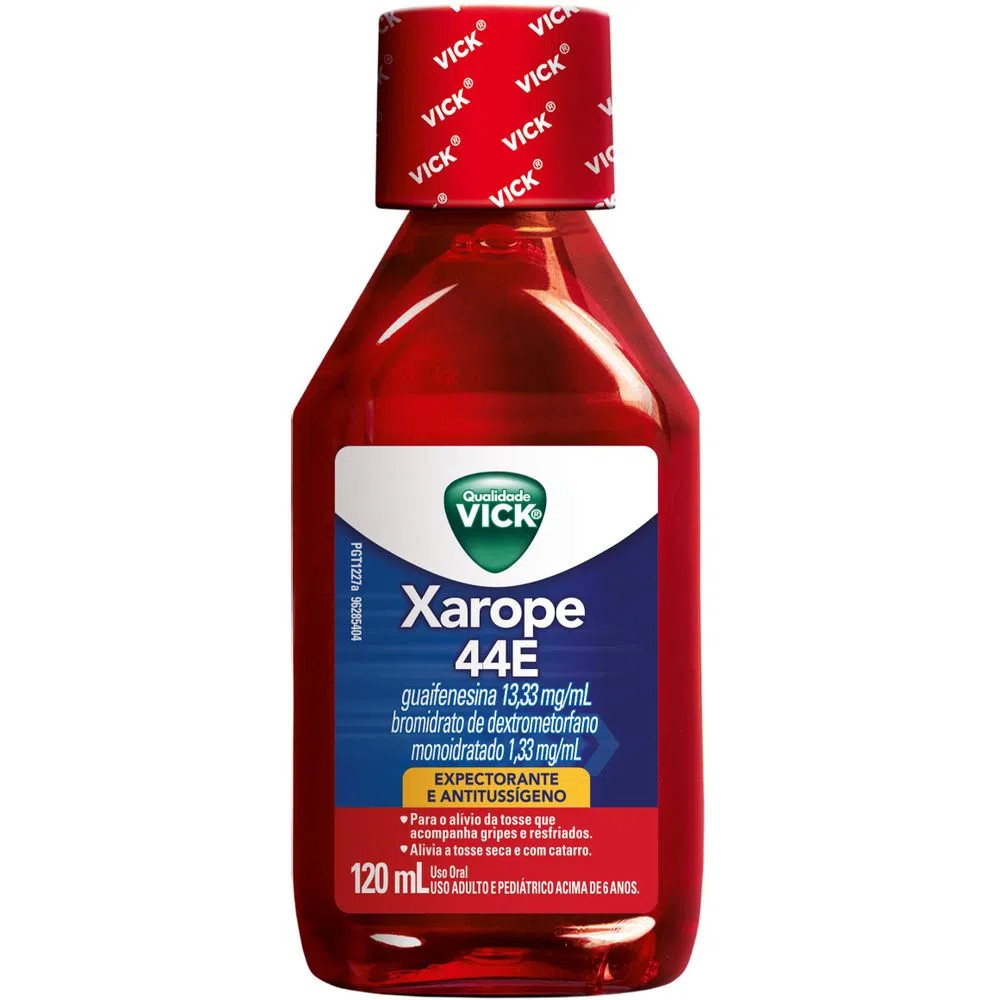 VICK®
VICK®
VICK®
VICK®
VICK®
VICK®
Qualidade
VICK®
PGT1227a 96285404
Xarope
44E
guaifenesina 13,33 mg/mL
bromidrato de dextrometorfano
monoidratado 1,33 mg/mL
EXPECTORANTE
E ANTITUSSÍGENO
Para o alívio da tosse que
acompanha gripes e resfriados.
Alivia a tosse seca e com catarro.
120 mL Uso Oral
USO ADULTO E PEDIÁTRICO ACIMA DE 6 ANOS.